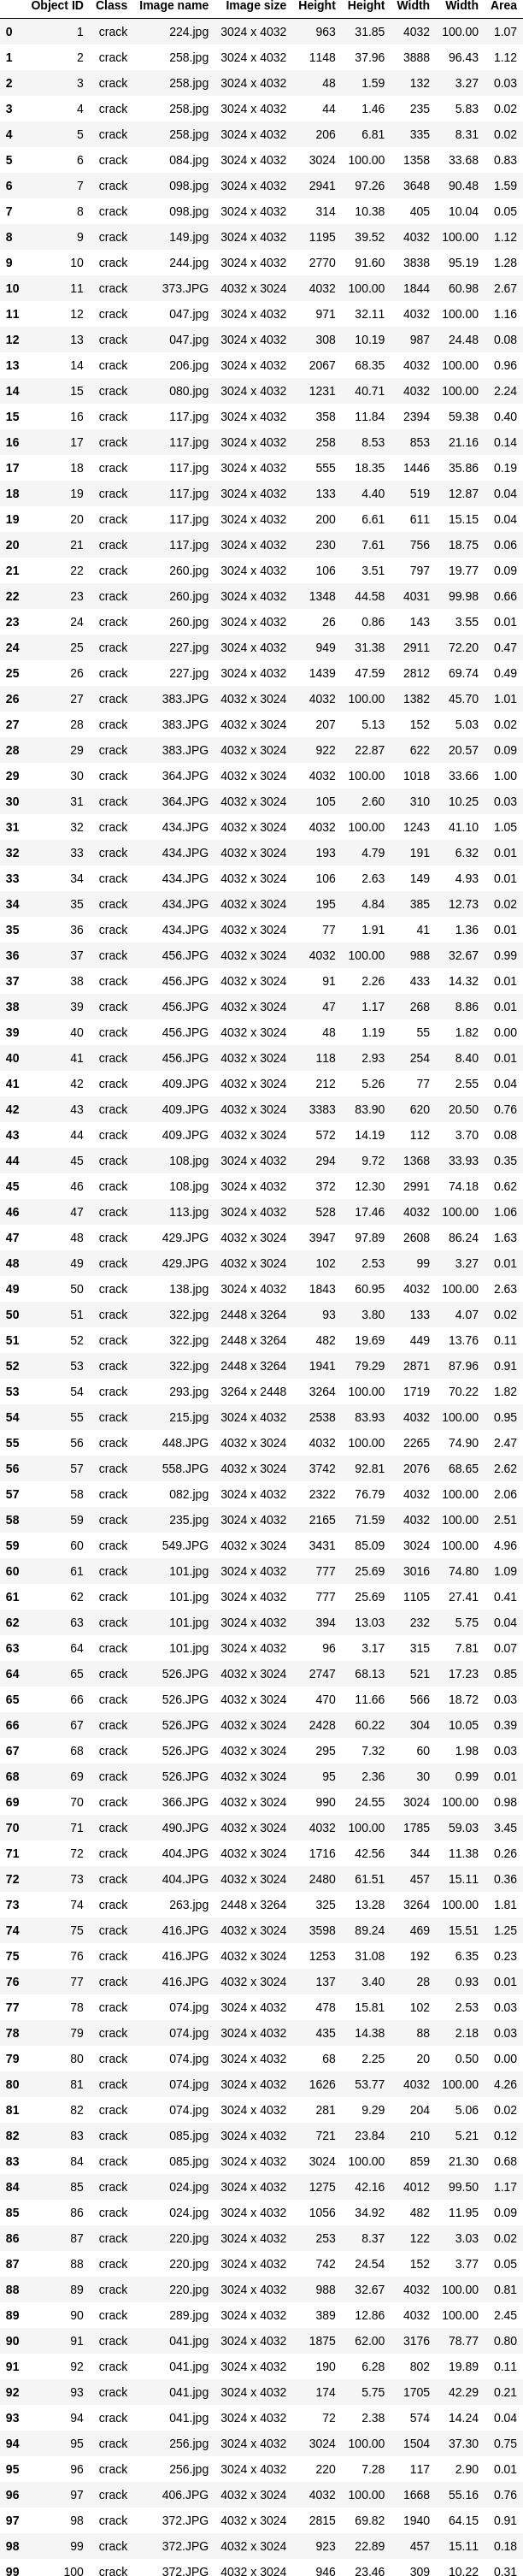 Object ID Class Image name Image size Height Height Width Width Area
0 1 crack 224.jpg 3024 x 4032 963 31.85 4032 100.00 1.07
1 2 crack 258.jpg 3024 x 4032 1148 37.96 3888 96.43 1.12
2 3 crack 258.jpg 3024 x 4032 48 1.59 132 3.27 0.03
3 4 crack 258.jpg 3024 x 4032 44 1.46 235 5.83 0.02
4 5 crack 258.jpg 3024 x 4032 206 6.81 335 8.31 0.02
5 6 crack 084.jpg 3024 x 4032 3024 100.00 1358 33.68 0.83
6 7 crack 098.jpg 3024 x 4032 2941 97.26 3648 90.48 1.59
7 8 crack 098.jpg 3024 x 4032 314 10.38 405 10.04 0.05
8 9 crack 149.jpg 3024 x 4032 1195 39.52 4032 100.00 1.12
9 10 crack 244.jpg 3024 x 4032 2770 91.60 3838 95.19 1.28
10 11 crack 373.JPG 4032 x 3024 4032 100.00 1844 60.98 2.67
11 12 crack 047.jpg 3024 x 4032 971 32.11 4032 100.00 1.16
12 13 crack 047.jpg 3024 x 4032 308 10.19 987 24.48 0.08
13 14 crack 206.jpg 3024 x 4032 2067 68.35 4032 100.00 0.96
14 15 crack 080.jpg 3024 x 4032 1231 40.71 4032 100.00 2.24
15 16 crack 117.jpg 3024 x 4032 358 11.84 2394 59.38 0.40
16 17 crack 117.jpg 3024 x 4032 258 8.53 853 21.16 0.14
17 18 crack 117.jpg 3024 x 4032 555 18.35 1446 35.86 0.19
18 19 crack 117.jpg 3024 x 4032 133 4.40 519 12.87 0.04
19 20 crack 117.jpg 3024 x 4032 200 6.61 611 15.15 0.04
20 21 crack 117.jpg 3024 x 4032 230 7.61 756 18.75 0.06
21 22 crack 260.jpg 3024 x 4032 106 3.51 797 19.77 0.09
22 23 crack 260.jpg 3024 x 4032 1348 44.58 4031 99.98 0.66
23 24 crack 260.jpg 3024 x 4032 26 0.86 143 3.55 0.01
24 25 crack 227.jpg 3024 x 4032 949 31.38 2911 72.20 0.47
25 26 crack 227.jpg 3024 x 4032 1439 47.59 2812 69.74 0.49
26 27 crack 383.JPG 4032 x 3024 4032 100.00 1382 45.70 1.01
27 28 crack 383.JPG 4032 x 3024 207 5.13 152 5.03 0.02
28 29 crack 383.JPG 4032 x 3024 922 22.87 622 20.57 0.09
29 30 crack 364.JPG 4032 x 3024 4032 100.00 1018 33.66 1.00
30 31 crack 364.JPG 4032 x 3024 105 2.60 310 10.25 0.03
31 32 crack 434.JPG 4032 x 3024 4032 100.00 1243 41.10 1.05
32 33 crack 434.JPG 4032 x 3024 193 4.79 191 6.32 0.01
33 34 crack 434.JPG 4032 x 3024 106 2.63 149 4.93 0.01
34 35 crack 434.JPG 4032 x 3024 195 4.84 385 12.73 0.02
35 36 crack 434.JPG 4032 x 3024 77 1.91 41 1.36 0.01
36 37 crack 456.JPG 4032 x 3024 4032 100.00 988 32.67 0.99
37 38 crack 456.JPG 4032 x 3024 91 2.26 433 14.32 0.01
38 39 crack 456.JPG 4032 x 3024 47 1.17 268 8.86 0.01
39 40 crack 456.JPG 4032 x 3024 48 1.19 55 1.82 0.00
40 41 crack 456.JPG 4032 x 3024 118 2.93 254 8.40 0.01
41 42 crack 409.JPG 4032 x 3024 212 5.26 77 2.55 0.04
42 43 crack 409.JPG 4032 x 3024 3383 83.90 620 20.50 0.76
43 44 crack 409.JPG 4032 x 3024 572 14.19 112 3.70 0.08
44 45 crack 108.jpg 3024 x 4032 294 9.72 1368 33.93 0.35
45 46 crack 108.jpg 3024 x 4032 372 12.30 2991 74.18 0.62
46 47 crack 113.jpg 3024 x 4032 528 17.46 4032 100.00 1.06
47 48 crack 429.JPG 4032 x 3024 3947 97.89 2608 86.24 1.63
48 49 crack 429.JPG 4032 x 3024 102 2.53 99 3.27 0.01
49 50 crack 138.jpg 3024 x 4032 1843 60.95 4032 100.00 2.63
50 51 crack 322.jpg 2448 x 3264 93 3.80 133 4.07 0.02
51 52 crack 322.jpg 2448 x 3264 482 19.69 449 13.76 0.11
52 53 crack 322.jpg 2448 x 3264 1941 79.29 2871 87.96 0.91
53 54 crack 293.jpg 3264 x 2448 3264 100.00 1719 70.22 1.82
54 55 crack 215.jpg 3024 x 4032 2538 83.93 4032 100.00 0.95
55 56 crack 448.JPG 4032 x 3024 4032 100.00 2265 74.90 2.47
56 57 crack 558.JPG 4032 x 3024 3742 92.81 2076 68.65 2.62
57 58 crack 082.jpg 3024 x 4032 2322 76.79 4032 100.00 2.06
58 59 crack 235.jpg 3024 x 4032 2165 71.59 4032 100.00 2.51
59 60 crack 549.JPG 4032 x 3024 3431 85.09 3024 100.00 4.96
60 61 crack 101.jpg 3024 x 4032 777 25.69 3016 74.80 1.09
61 62 crack 101.jpg 3024 x 4032 777 25.69 1105 27.41 0.41
62 63 crack 101.jpg 3024 x 4032 394 13.03 232 5.75 0.04
63 64 crack 101.jpg 3024 x 4032 96 3.17 315 7.81 0.07
64 65 crack 526.JPG 4032 x 3024 2747 68.13 521 17.23 0.85
65 66 crack 526.JPG 4032 x 3024 470 11.66 566 18.72 0.03
66 67 crack 526.JPG 4032 x 3024 2428 60.22 304 10.05 0.39
67 68 crack 526.JPG 4032 x 3024 295 7.32 60 1.98 0.03
68 69 crack 526.JPG 4032 x 3024 95 2.36 30 0.99 0.01
69 70 crack 366.JPG 4032 x 3024 990 24.55 3024 100.00 0.98
70 71 crack 490.JPG 4032 x 3024 4032 100.00 1785 59.03 3.45
71 72 crack 404.JPG 4032 x 3024 1716 42.56 344 11.38 0.26
72 73 crack 404.JPG 4032 x 3024 2480 61.51 457 15.11 0.36
73 74 crack 263.jpg 2448 x 3264 325 13.28 3264 100.00 1.81
74 75 crack 416.JPG 4032 x 3024 3598 89.24 469 15.51 1.25
75 76 crack 416.JPG 4032 x 3024 1253 31.08 192 6.35 0.23
76 77 crack 416.JPG 4032 x 3024 137 3.40 28 0.93 0.01
77 78 crack 074.jpg 3024 x 4032 478 15.81 102 2.53 0.03
78 79 crack 074.jpg 3024 x 4032 435 14.38 88 2.18 0.03
79 80 crack 074.jpg 3024 x 4032 68 2.25 20 0.50 0.00
80 81 crack 074.jpg 3024 x 4032 1626 53.77 4032 100.00 4.26
81 82 crack 074.jpg 3024 x 4032 281 9.29 204 5.06 0.02
82 83 crack 085.jpg 3024 x 4032 721 23.84 210 5.21 0.12
83 84 crack 085.jpg 3024 x 4032 3024 100.00 859 21.30 0.68
84 85 crack 024.jpg 3024 x 4032 1275 42.16 4012 99.50 1.17
85 86 crack 024.jpg 3024 x 4032 1056 34.92 482 11.95 0.09
86 87 crack 220.jpg 3024 x 4032 253 8.37 122 3.03 0.02
87 88 crack 220.jpg 3024 x 4032 742 24.54 152 3.77 0.05
88 89 crack 220.jpg 3024 x 4032 988 32.67 4032 100.00 0.81
89 90 crack 289.jpg 3024 x 4032 389 12.86 4032 100.00 2.45
90 91 crack 041.jpg 3024 x 4032 1875 62.00 3176 78.77 0.80
91 92 crack 041.jpg 3024 x 4032 190 6.28 802 19.89 0.11
92 93 crack 041.jpg 3024 x 4032 174 5.75 1705 42.29 0.21
93 94 crack 041.jpg 3024 x 4032 72 2.38 574 14.24 0.04
94 95 crack 256.jpg 3024 x 4032 3024 100.00 1504 37.30 0.75
95 96 crack 256.jpg 3024 x 4032 220 7.28 117 2.90 0.01
96 97 crack 406.JPG 4032 x 3024 4032 100.00 1668 55.16 0.76
97 98 crack 372.JPG 4032 x 3024 2815 69.82 1940 64.15 0.91
98 99 crack 372.JPG 4032 x 3024 923 22.89 457 15.11 0.18
99 100 crack 372.JPG 4032 x 3024 946 23.46 309 10.22 0.31